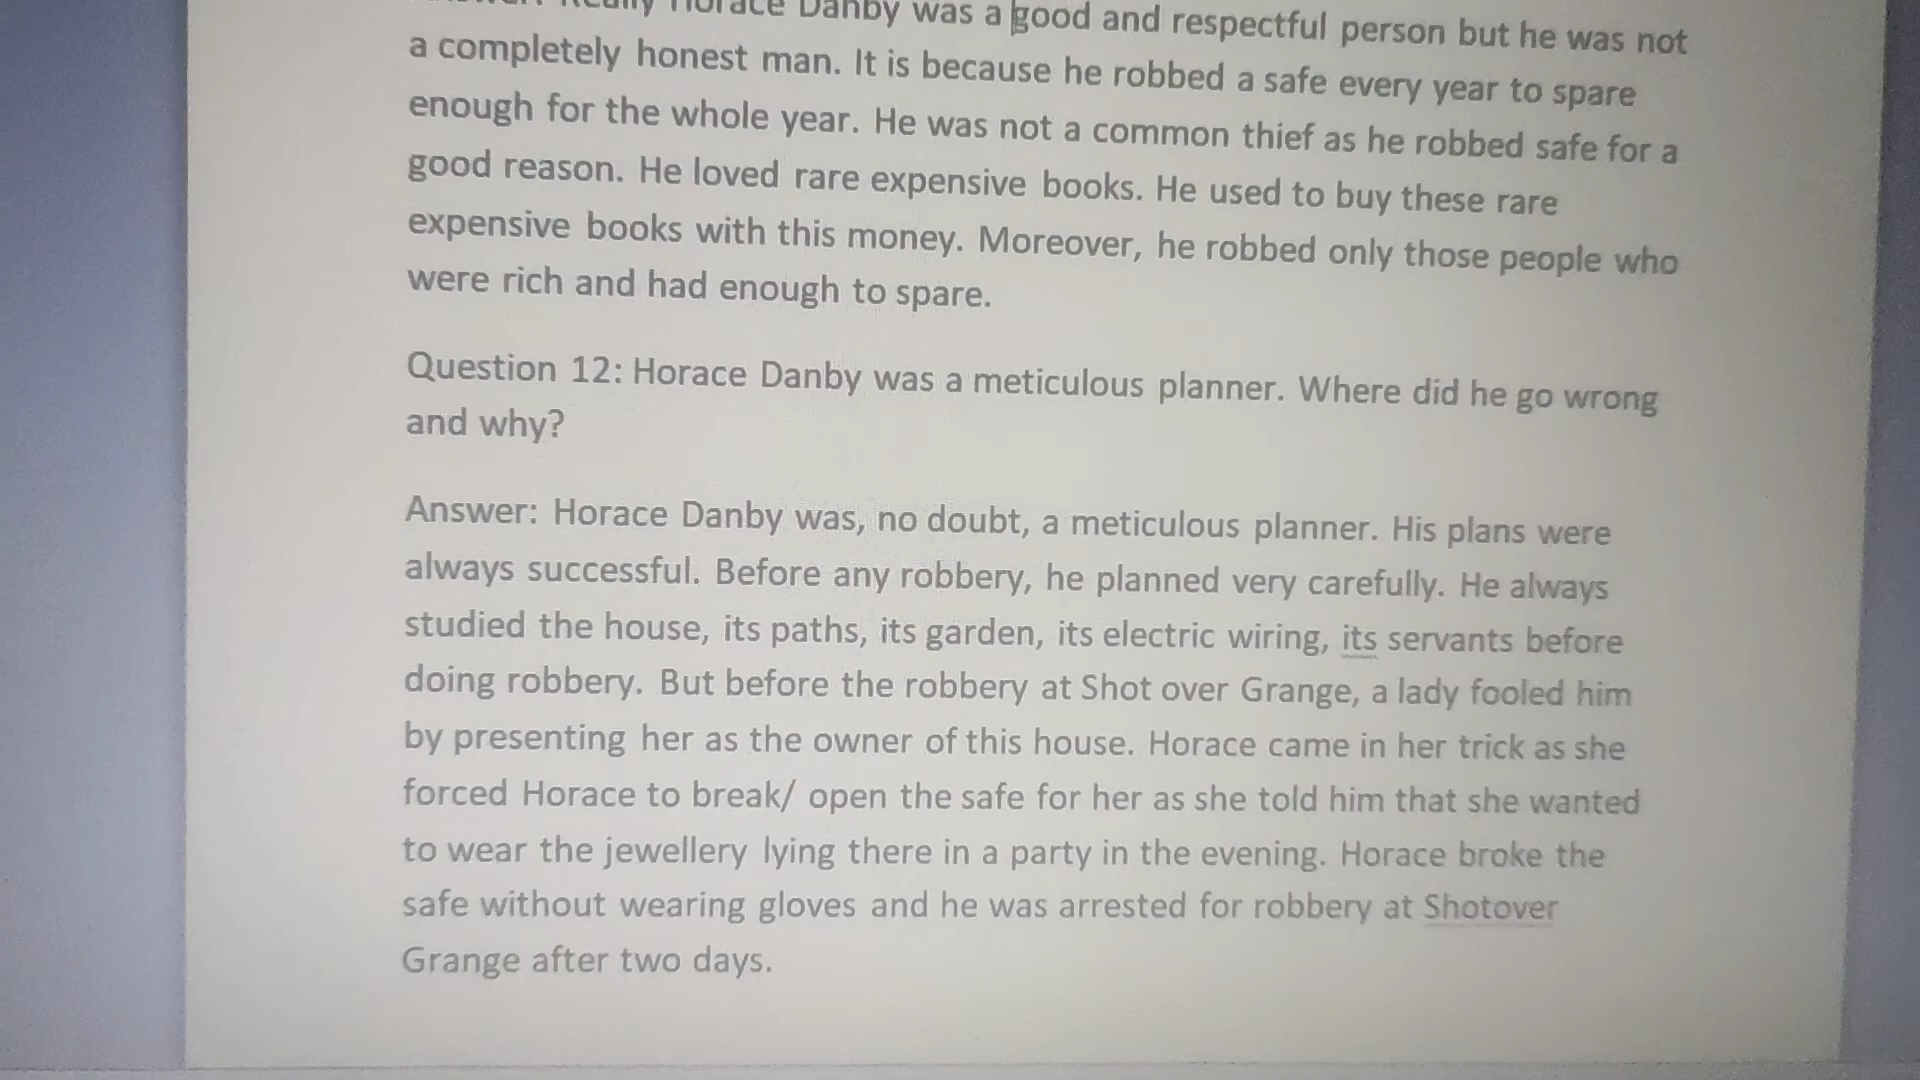 Really Horace Danby was a good and respectful person but he was not
a completely honest man. It is because he robbed a safe every year to spare
enough for the whole year. He was not a common thief as he robbed safe for a
good reason. He loved rare expensive books. He used to buy these rare
expensive books with this money. Moreover, he robbed only those people who
were rich and had enough to spare.
Question 12: Horace Danby was a meticulous planner. Where did he go wrong
and why?
Answer: Horace Danby was, no doubt, a meticulous planner. His plans were
always successful. Before any robbery, he planned very carefully. He always
studied the house, its paths, its garden, its electric wiring, its servants before
doing robbery. But before the robbery at Shot over Grange, a lady fooled him
by presenting her as the owner of this house. Horace came in her trick as she
forced Horace to break/ open the safe for her as she told him that she wanted
to wear the jewellery lying there in a party in the evening. Horace broke the
safe without wearing gloves and he was arrested for robbery at Shotover
Grange after two days.